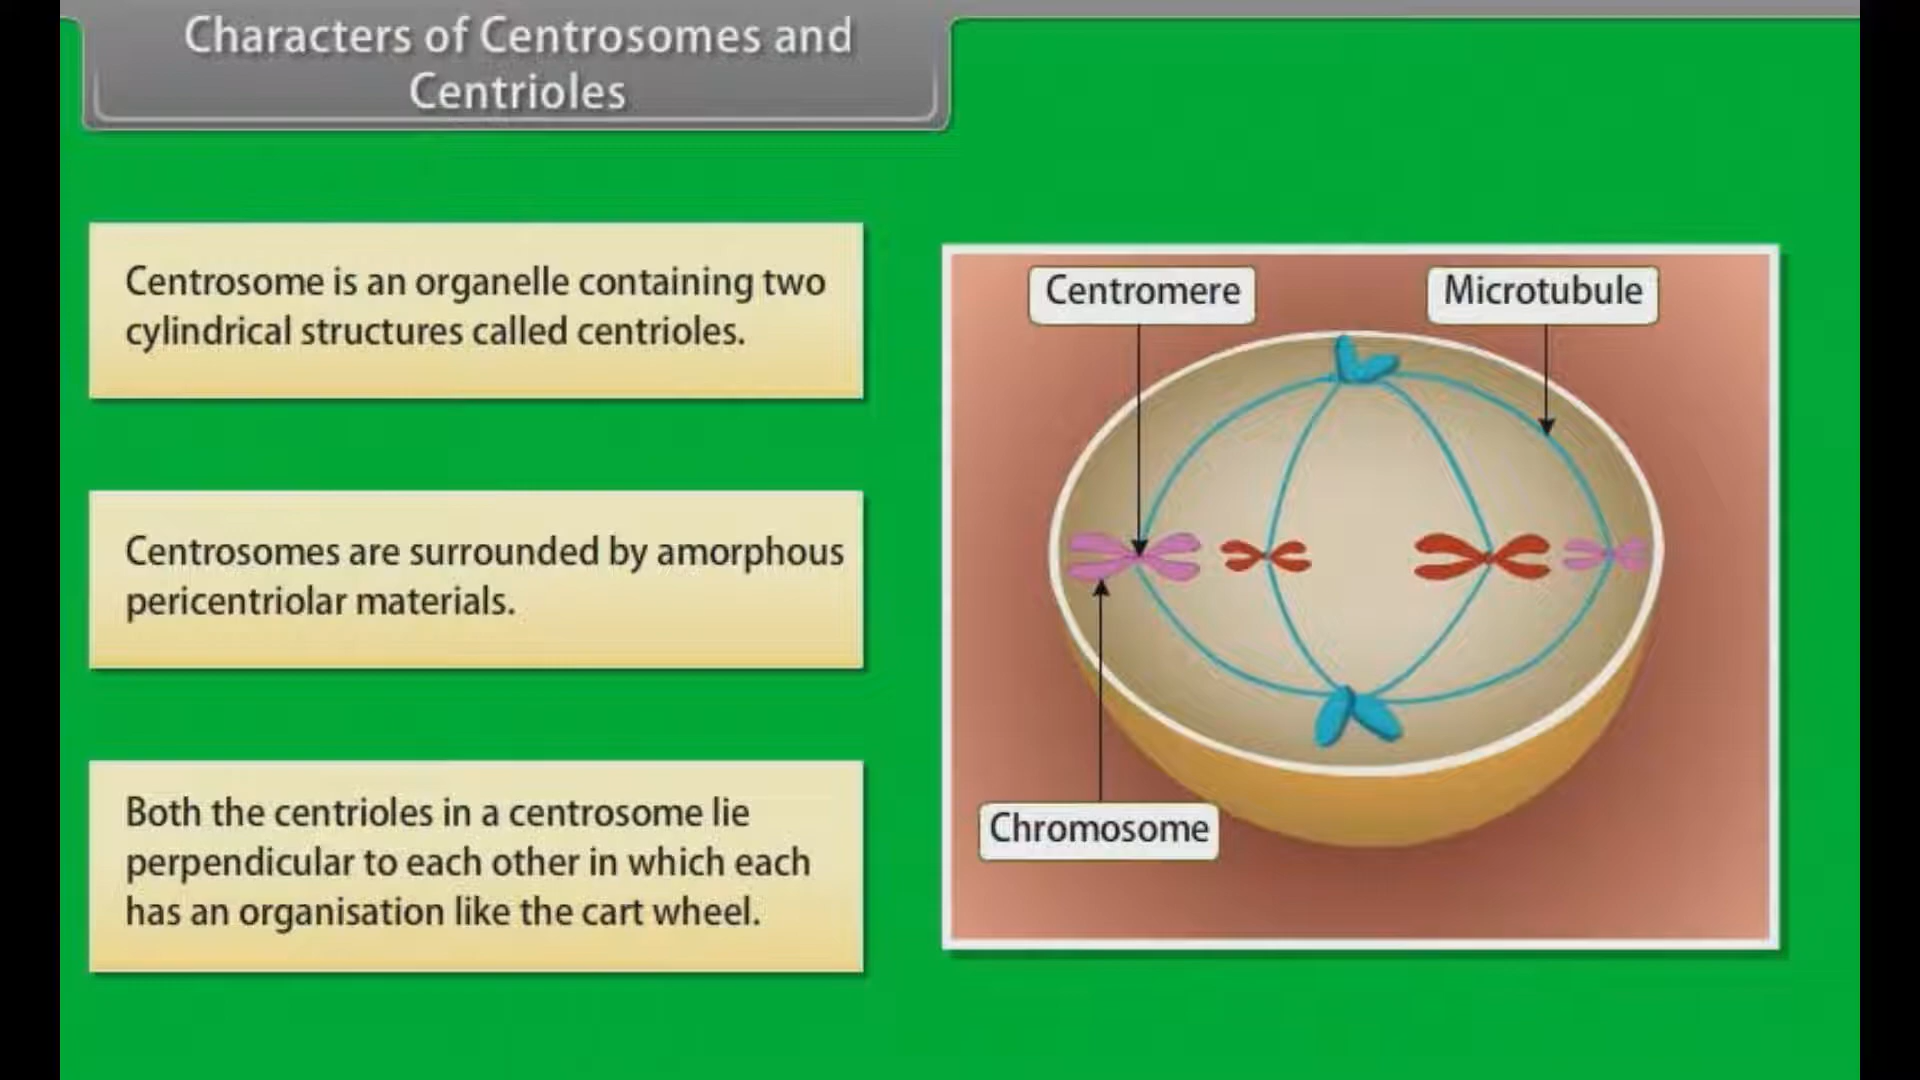 Characters of Centrosomes and
Centrioles
Centrosome is an organelle containing two
cylindrical structures called centrioles.
Centrosomes are surrounded by amorphous
pericentriolar materials.
Both the centrioles in a centrosome lie
perpendicular to each other in which each
has an organisation like the cart wheel.
Centromere
Microtubule
Chromosome